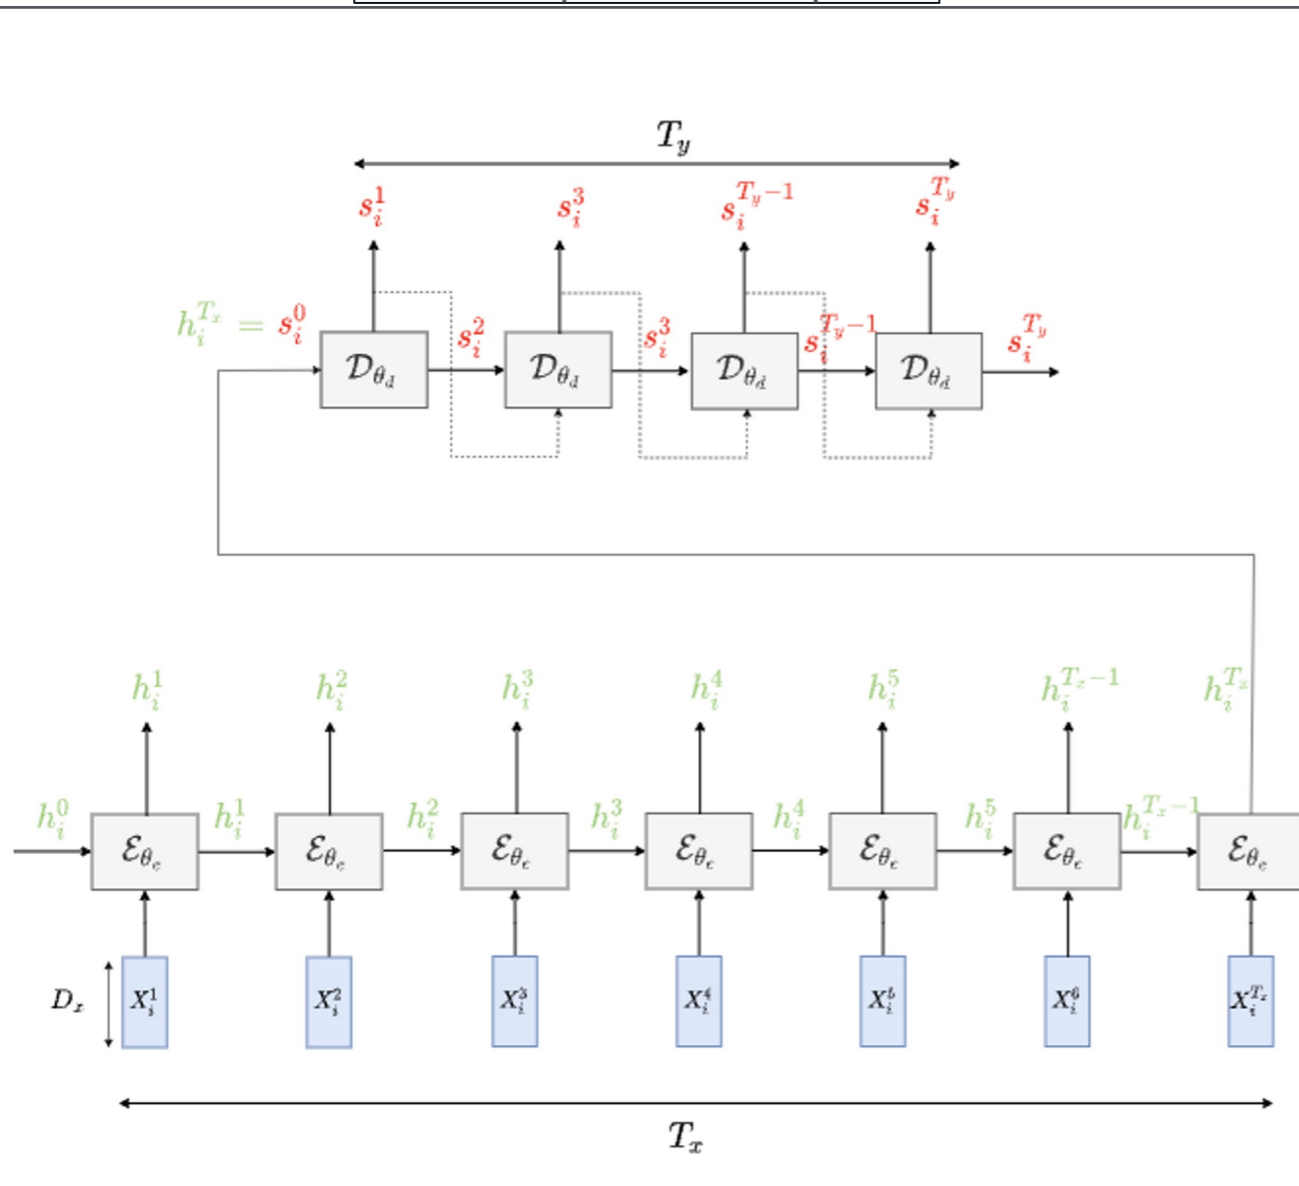 T_y
s_i^1 s_i^3 s_i^{T_y-1} s_i^{T_y}
h_i^{T_x} = s_i^0 s_i^2 s_i^3 s_i^{T_y-1} s_i^{T_y}
𝒟_{θ_d} 𝒟_{θ_d} 𝒟_{θ_d} 𝒟_{θ_d}
h_i^1 h_i^2 h_i^3 h_i^4 h_i^5 h_i^{T_x-1} h_i^{T_x}
h_i^0 h_i^1 h_i^2 h_i^3 h_i^4 h_i^5 h_i^{T_x-1}
ℰ_{θ_e} ℰ_{θ_e} ℰ_{θ_e} ℰ_{θ_e} ℰ_{θ_e} ℰ_{θ_e} ℰ_{θ_e}
D_x X_i^1 X_i^2 X_i^3 X_i^4 X_i^5 X_i^6 X_i^{T_x}
T_x